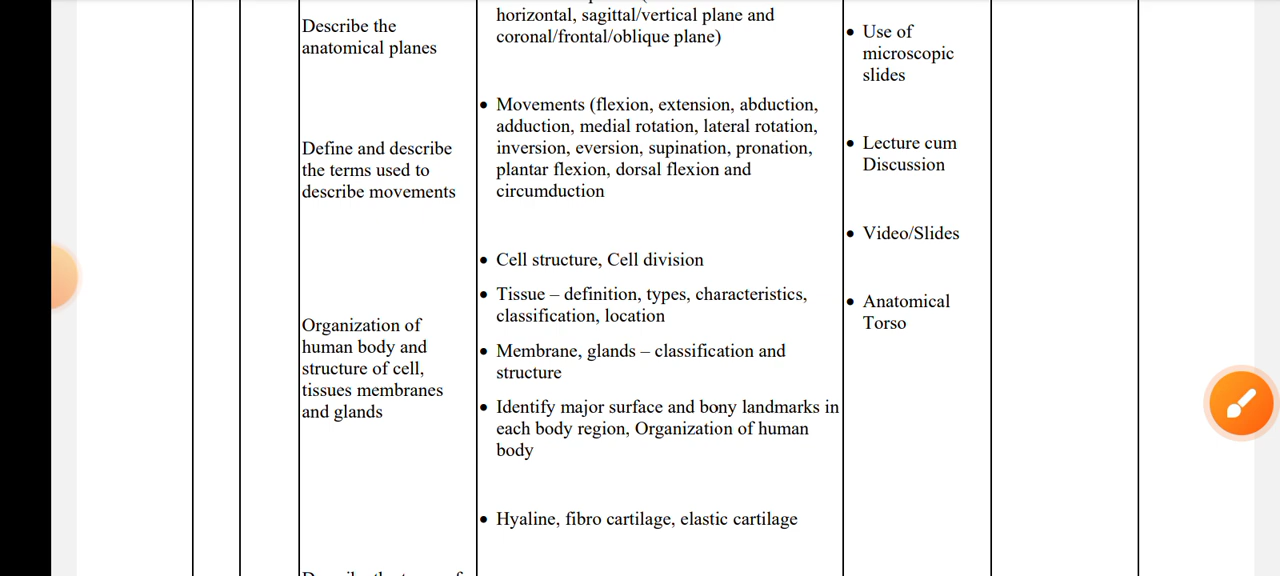 Describe the
anatomical planes
horizontal, sagittal/vertical plane and
coronal/frontal/oblique plane)
• Use of
microscopic
slides
Define and describe
the terms used to
describe movements
• Movements (flexion, extension, abduction,
adduction, medial rotation, lateral rotation,
inversion, eversion, supination, pronation,
plantar flexion, dorsal flexion and
circumduction
• Lecture cum
Discussion
• Video/Slides
Organization of
human body and
structure of cell,
tissues membranes
and glands
• Cell structure, Cell division
• Tissue – definition, types, characteristics,
classification, location
• Membrane, glands – classification and
structure
• Identify major surface and bony landmarks in
each body region, Organization of human
body
• Hyaline, fibro cartilage, elastic cartilage
• Anatomical
Torso